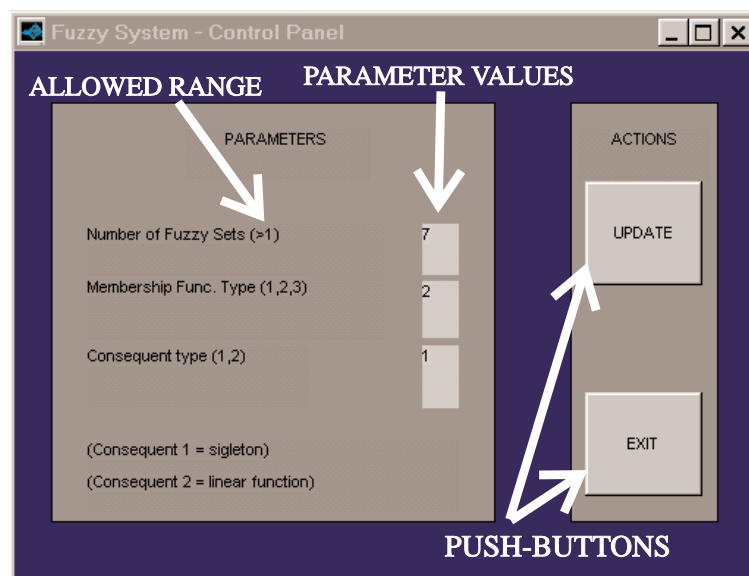 Fuzzy System - Control Panel
ALLOWED RANGE
PARAMETER VALUES
PARAMETERS
Number of Fuzzy Sets (>1)
7
Membership Func. Type (1,2,3)
2
Consequent type (1,2)
1
(Consequent 1 = sigleton)
(Consequent 2 = linear function)
ACTIONS
UPDATE
EXIT
PUSH-BUTTONS